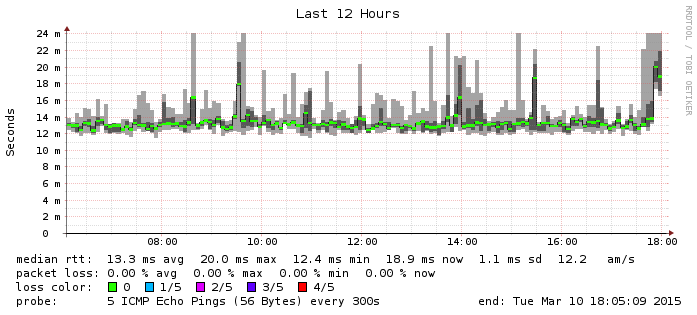 Last 12 Hours
RRDTOOL / TOBI OETIKER
Seconds
24 m
22 m
20 m
18 m
16 m
14 m
12 m
10 m
8 m
6 m
4 m
2 m
0
08:00 10:00 12:00 14:00 16:00 18:00
median rtt: 13.3 ms avg 20.0 ms max 12.4 ms min 18.9 ms now 1.1 ms sd 12.2 am/s
packet loss: 0.00 % avg 0.00 % max 0.00 % min 0.00 % now
loss color: 0 1/5 2/5 3/5 4/5
probe: 5 ICMP Echo Pings (56 Bytes) every 300s end: Tue Mar 10 18:05:09 2015